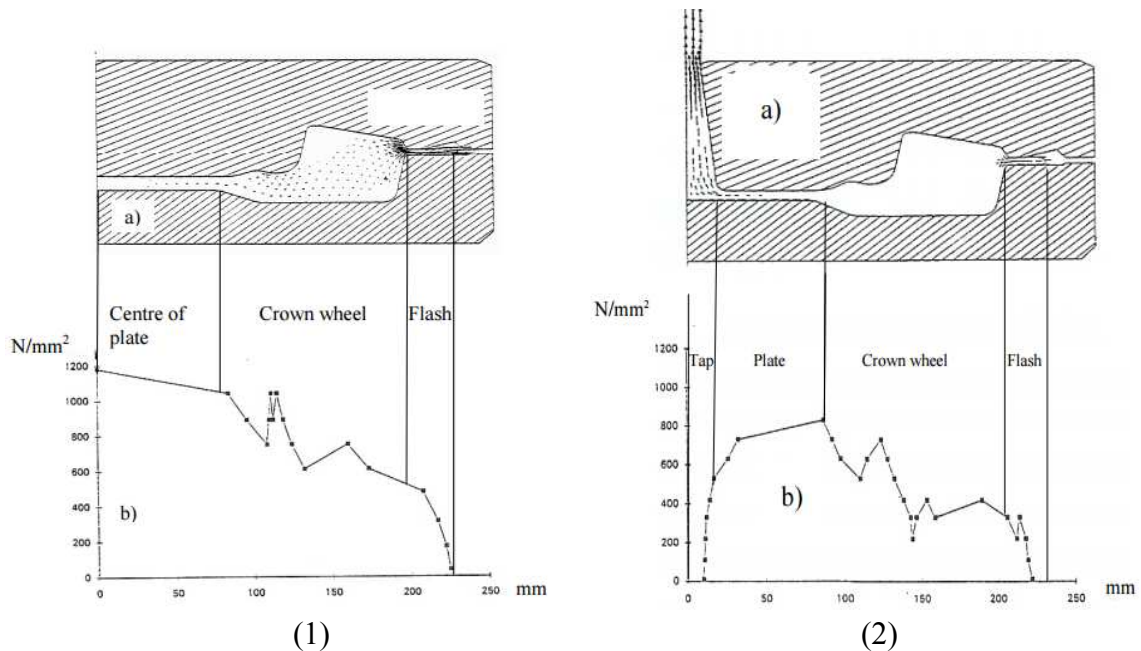 a)
Centre of
plate
Crown wheel
Flash
N/mm²
1200
1000
800
600
400
200
0
b)
0
50
100
150
200
250
mm
(1)
a)
N/mm²
Tap
Plate
Crown wheel
Flash
1200
1000
800
600
400
200
0
b)
0
50
100
150
200
250
mm
(2)